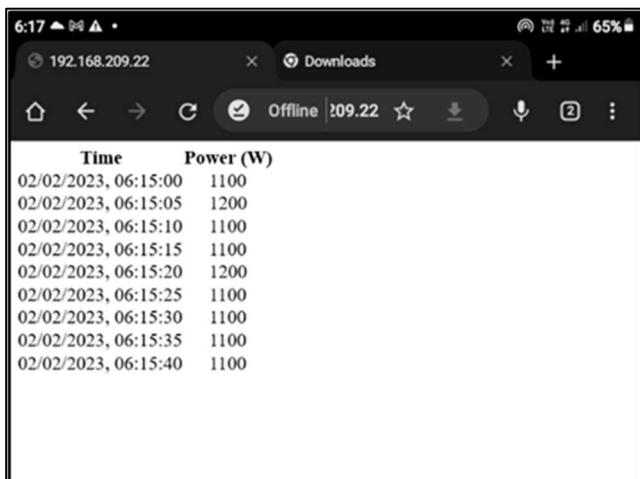 6:17 65%
192.168.209.22 Downloads
Offline 209.22 2
Time Power (W)
02/02/2023, 06:15:00 1100
02/02/2023, 06:15:05 1200
02/02/2023, 06:15:10 1100
02/02/2023, 06:15:15 1100
02/02/2023, 06:15:20 1200
02/02/2023, 06:15:25 1100
02/02/2023, 06:15:30 1100
02/02/2023, 06:15:35 1100
02/02/2023, 06:15:40 1100